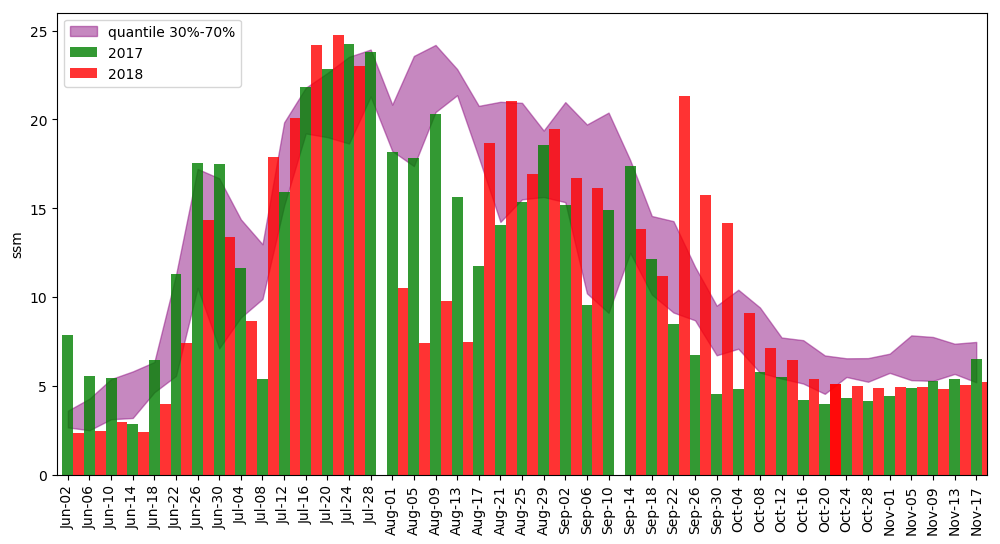 quantile 30%-70%
2017
2018
ssm
25
20
15
10
5
0
Jun-02
Jun-06
Jun-10
Jun-14
Jun-18
Jun-22
Jun-26
Jun-30
Jul-04
Jul-08
Jul-12
Jul-16
Jul-20
Jul-24
Jul-28
Aug-01
Aug-05
Aug-09
Aug-13
Aug-17
Aug-21
Aug-25
Aug-29
Sep-02
Sep-06
Sep-10
Sep-14
Sep-18
Sep-22
Sep-26
Sep-30
Oct-04
Oct-08
Oct-12
Oct-16
Oct-20
Oct-24
Oct-28
Nov-01
Nov-05
Nov-09
Nov-13
Nov-17